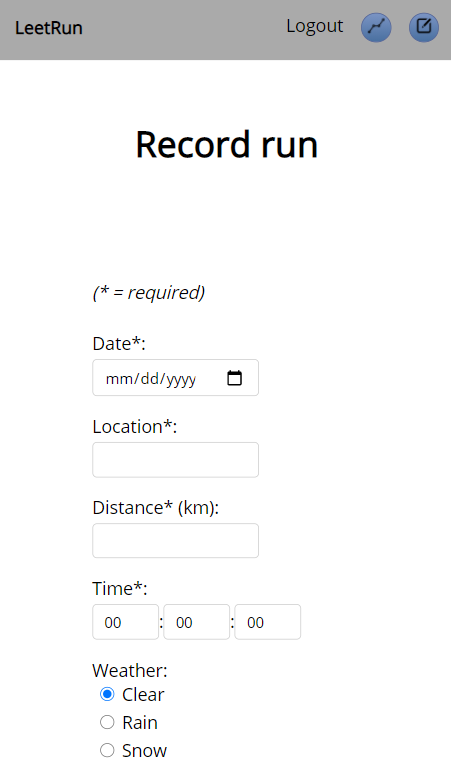 LeetRun Logout
Record run
(* = required)
Date*:
mm/dd/yyyy
Location*:
Distance* (km):
Time*:
00 : 00 : 00
Weather:
Clear
Rain
Snow